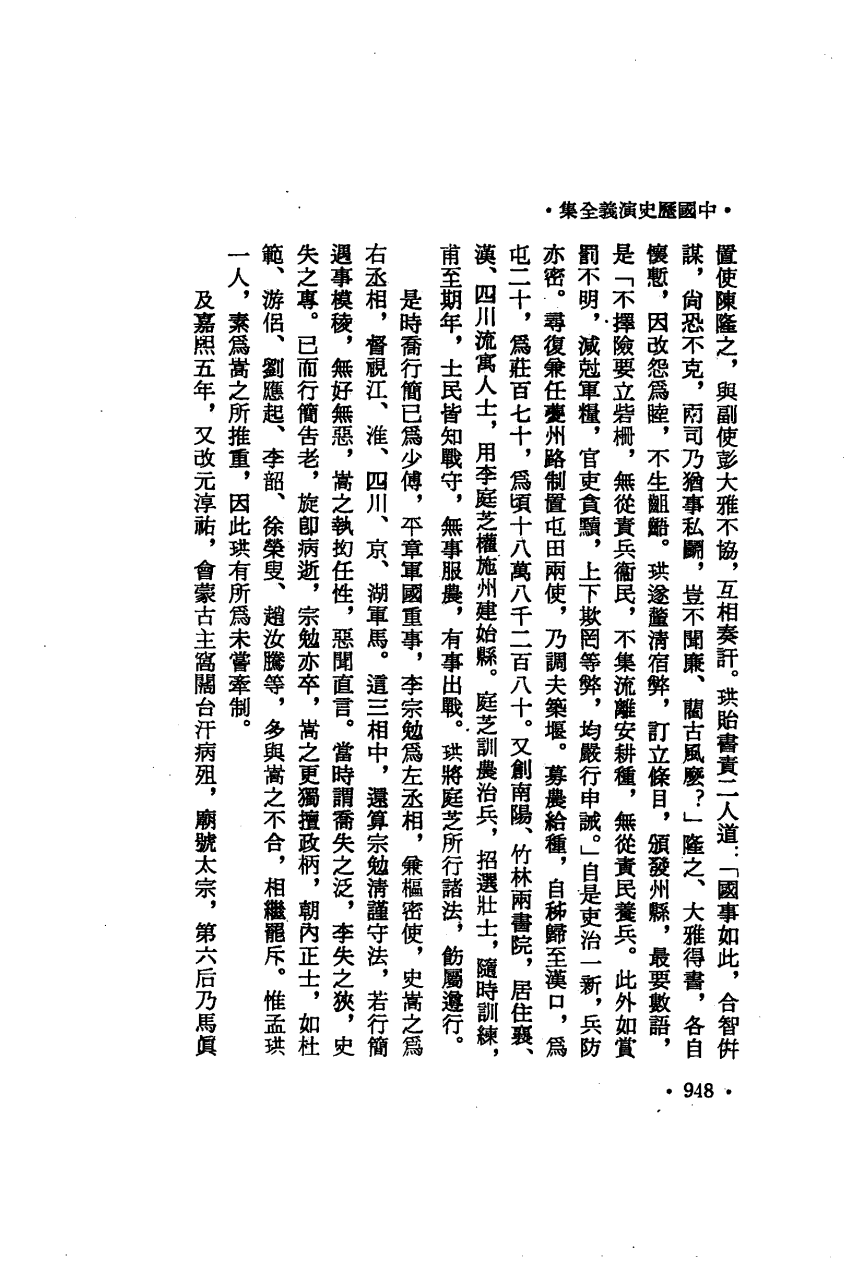 •中國歷史演義全集•
置使陳隆之，與副使彭大雅不協，互相奏訐。珙貽書責二人道：「國事如此，合智倂
謀，尙恐不克，兩司乃猶事私鬭，豈不聞廉、藺古風麽？」隆之、大雅得書，各自
懷慙，因改怨爲睦，不生齟齬。珙遂釐淸宿弊，訂立條目，頒發州縣，最要數語，
是「不擇險要立砦柵，無從責兵衞民，不集流離安耕種，無從責民養兵。此外如賞
罰不明，減尅軍糧，官吏貪黷，上下欺罔等弊，均嚴行申誡。」自是吏治一新，兵防
亦密。尋復兼任夔州路制置屯田兩使，乃調夫築堰。募農給種，自秭歸至漢口，爲
屯二十，爲莊百七十，爲頃十八萬八千二百八十。又創南陽、竹林兩書院，居住襄、
漢、四川流寓人士，用李庭芝權施州建始縣。庭芝訓農治兵，招選壯士，隨時訓練，
甫至期年，士民皆知戰守，無事服農，有事出戰。珙將庭芝所行諸法，飭屬遵行。
是時喬行簡已爲少傅，平章軍國重事，李宗勉爲左丞相，兼樞密使，史嵩之爲
右丞相，督視江、淮、四川、京、湖軍馬。這三相中，還算宗勉淸謹守法，若行簡
遇事模稜，無好無惡，嵩之執拗任性，惡聞直言。當時謂喬失之泛，李失之狹，史
失之專。已而行簡告老，旋卽病逝，宗勉亦卒，嵩之更獨擅政柄，朝內正士，如杜
範、游侶、劉應起、李韶、徐榮叟、趙汝騰等，多與嵩之不合，相繼罷斥。惟孟珙
一人，素爲嵩之所推重，因此珙有所爲未嘗牽制。
及嘉熙五年，又改元淳祐，會蒙古主窩闊台汗病殂，廟號太宗，第六后乃馬眞
•948•